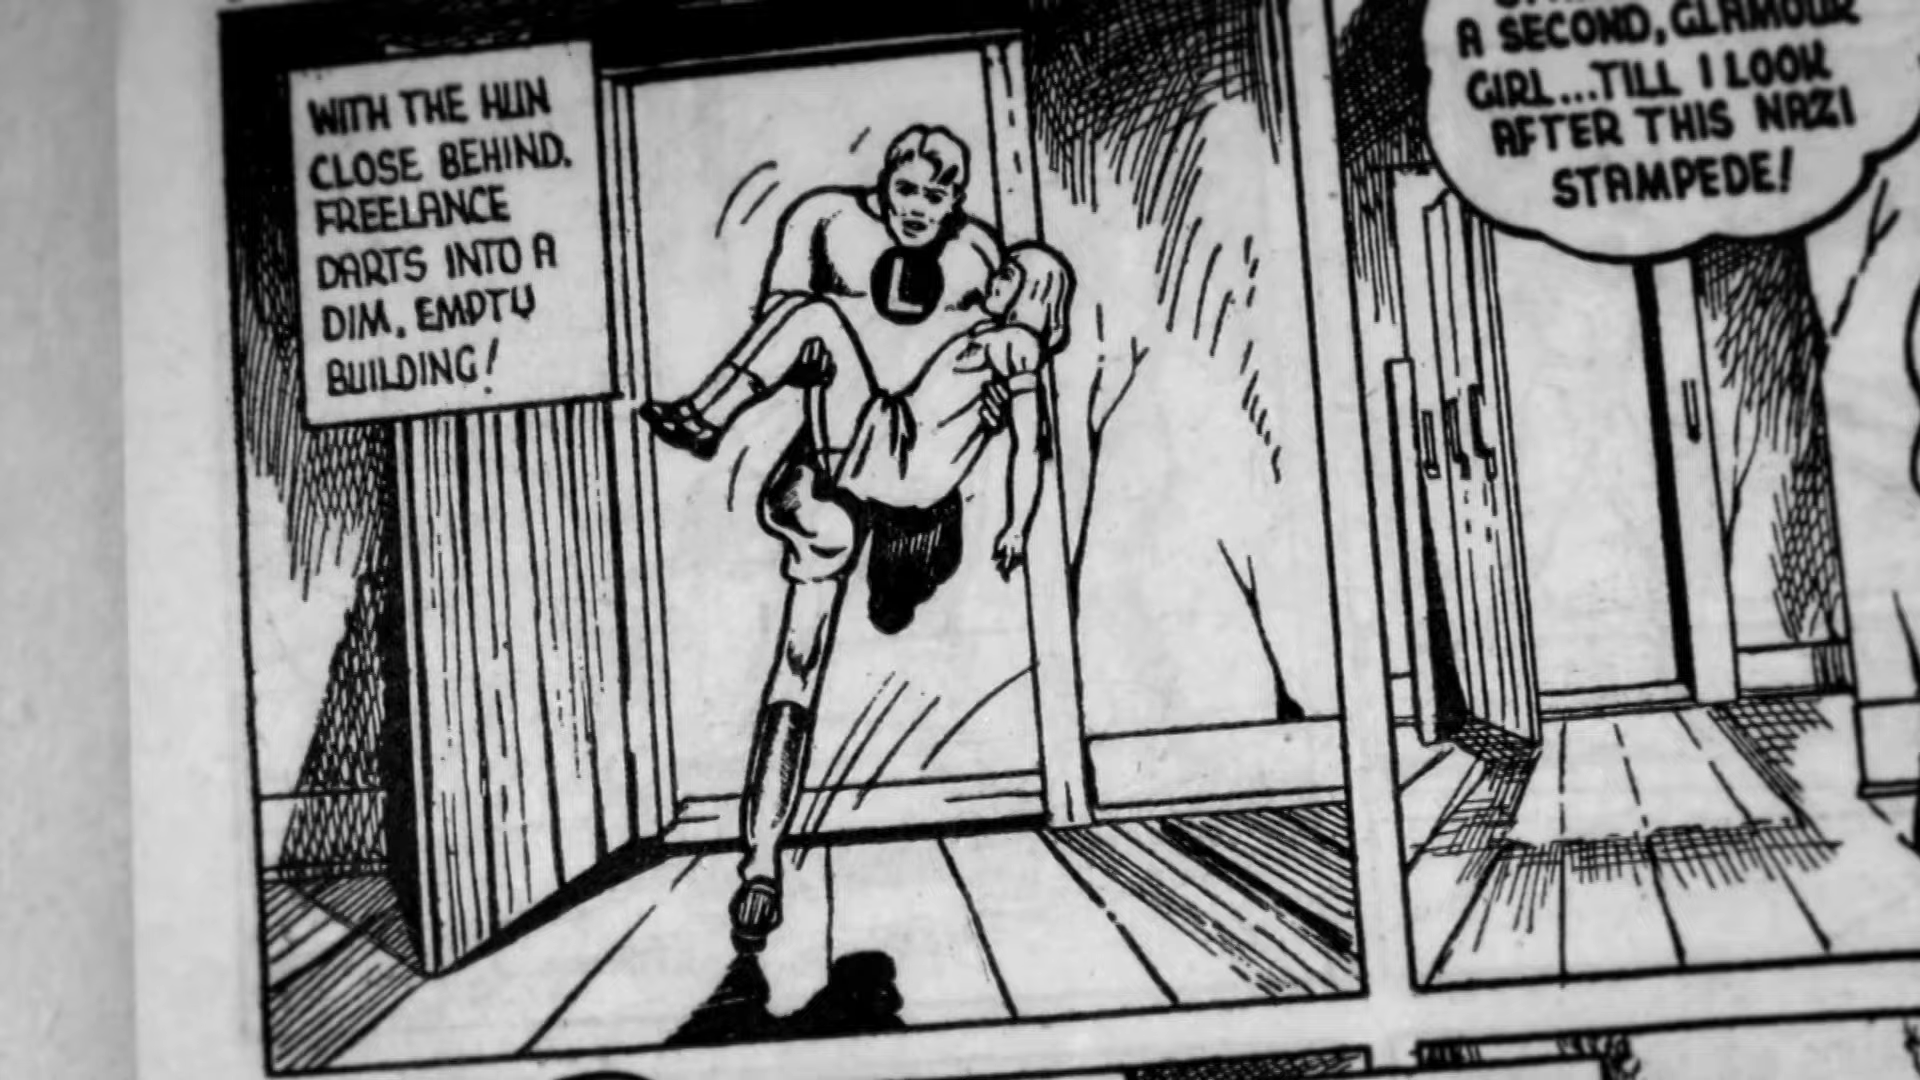 WITH THE HUN
CLOSE BEHIND.
FREELANCE
DARTS INTO A
DIM, EMPTY
BUILDING!
L
A SECOND, GLAMOUR
GIRL...TILL I LOOK
AFTER THIS NAZI
STAMPEDE!